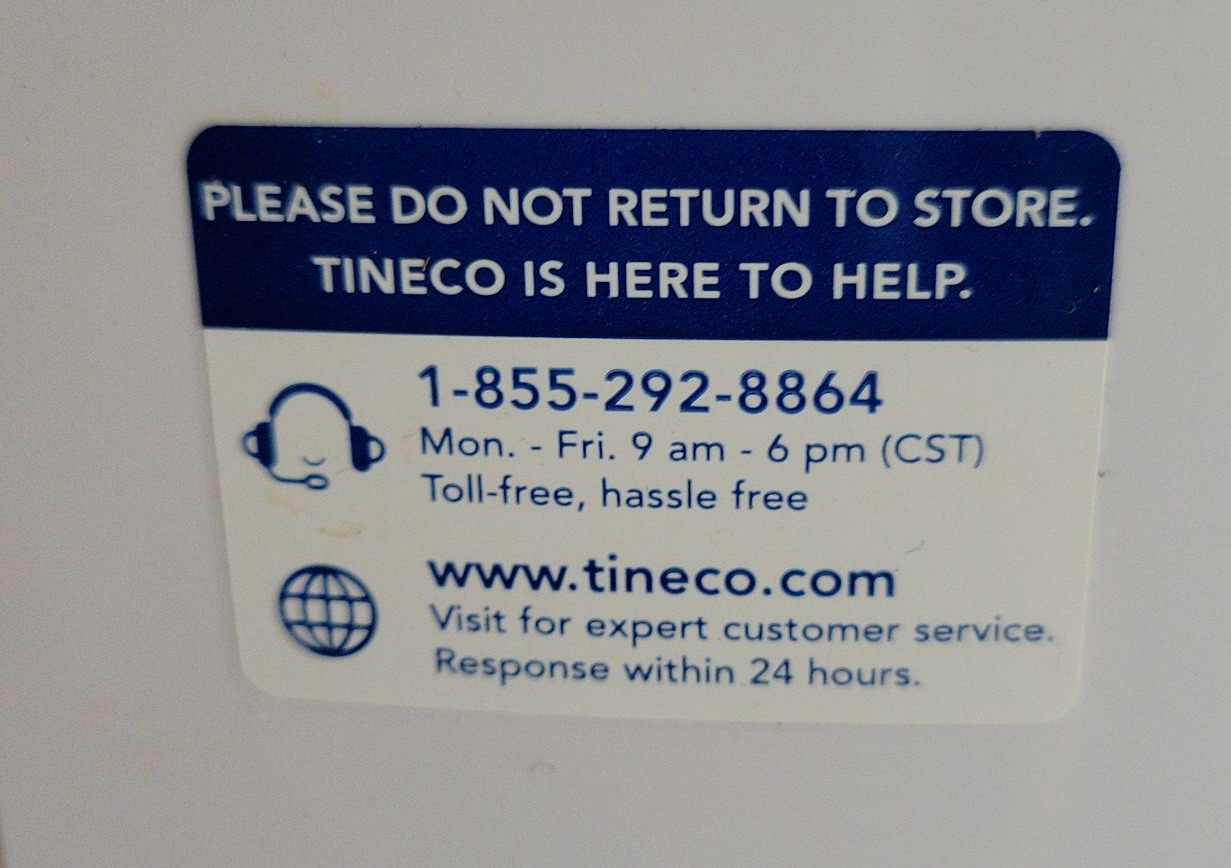 PLEASE DO NOT RETURN TO STORE.
TINECO IS HERE TO HELP.
1-855-292-8864
Mon. - Fri. 9 am - 6 pm (CST)
Toll-free, hassle free
www.tineco.com
Visit for expert customer service.
Response within 24 hours.